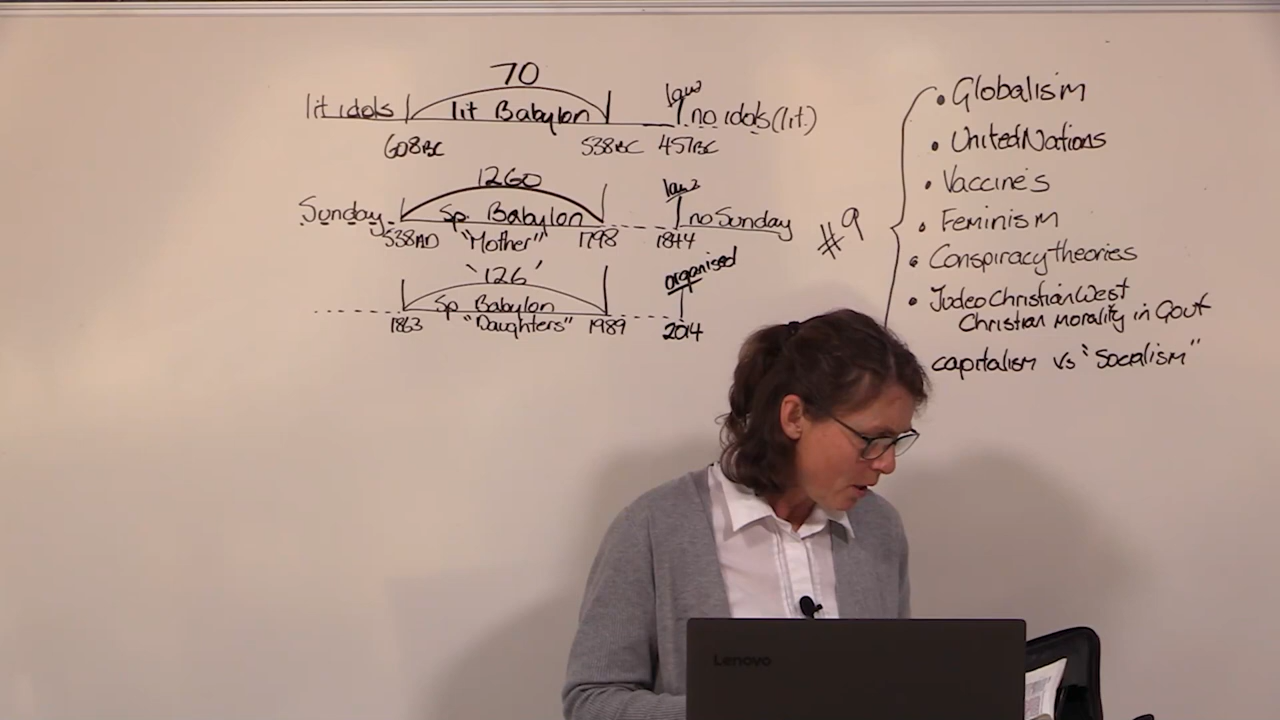 70
lit idols lit Babylon law no idols (lit.)
608BC 538BC 457BC
1260
Sunday Sp. Babylon law no Sunday
538AD "Mother" 1798 1844
'126' organised
Sp Babylon
1863 "Daughters" 1989 2014
#9
• Globalism
• United Nations
• Vaccine's
• Feminism
• Conspiracy theories
• Judeo Christian West
Christian morality in Govt
capitalism vs "Socialism"
Lenovo